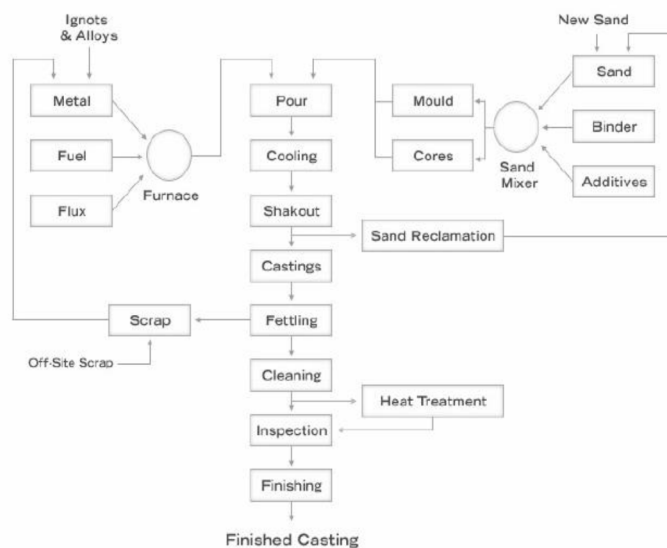 Ignots
& Alloys
New Sand
Metal
Pour
Mould
Sand
Fuel
Cooling
Cores
Binder
Furnace
Sand
Mixer
Flux
Shakout
Additives
Sand Reclamation
Castings
Scrap
Fettling
Off-Site Scrap
Cleaning
Heat Treatment
Inspection
Finishing
Finished Casting